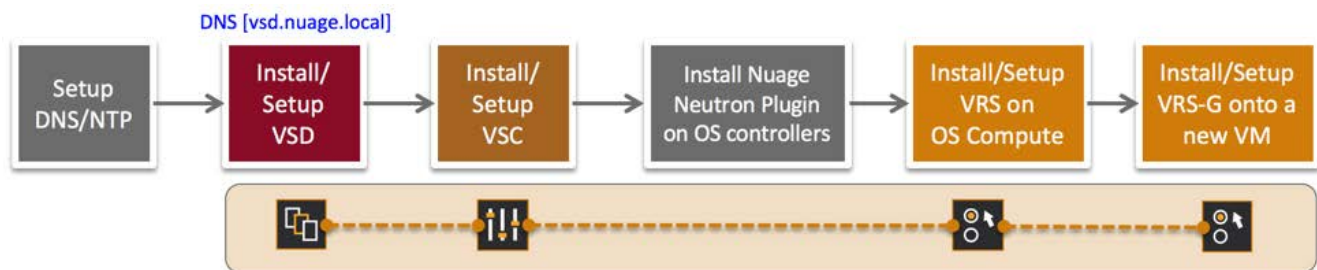 DNS [vsd.nuage.local]
Setup
DNS/NTP
Install/
Setup
VSD
Install/
Setup
VSC
Install Nuage
Neutron Plugin
on OS controllers
Install/Setup
VRS on
OS Compute
Install/Setup
VRS-G onto a
new VM